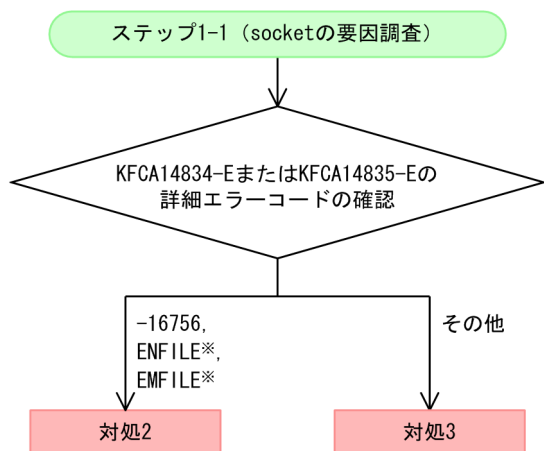 ステップ1-1（socketの要因調査）
KFCA14834-EまたはKFCA14835-Eの
詳細エラーコードの確認
-16756,
ENFILE※,
EMFILE※
その他
対処2
対処3